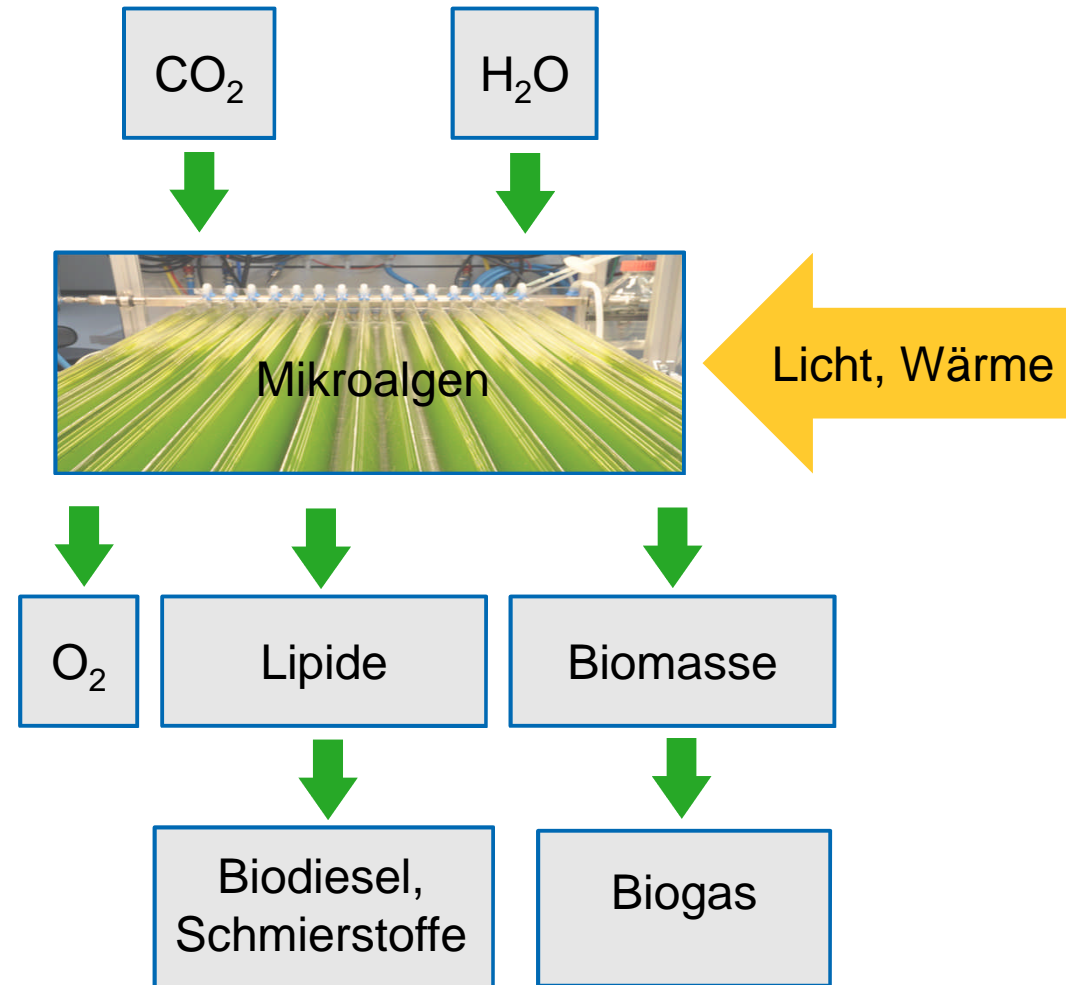 CO₂
H₂O
Mikroalgen
Licht, Wärme
O₂
Lipide
Biomasse
Biodiesel,
Schmierstoffe
Biogas